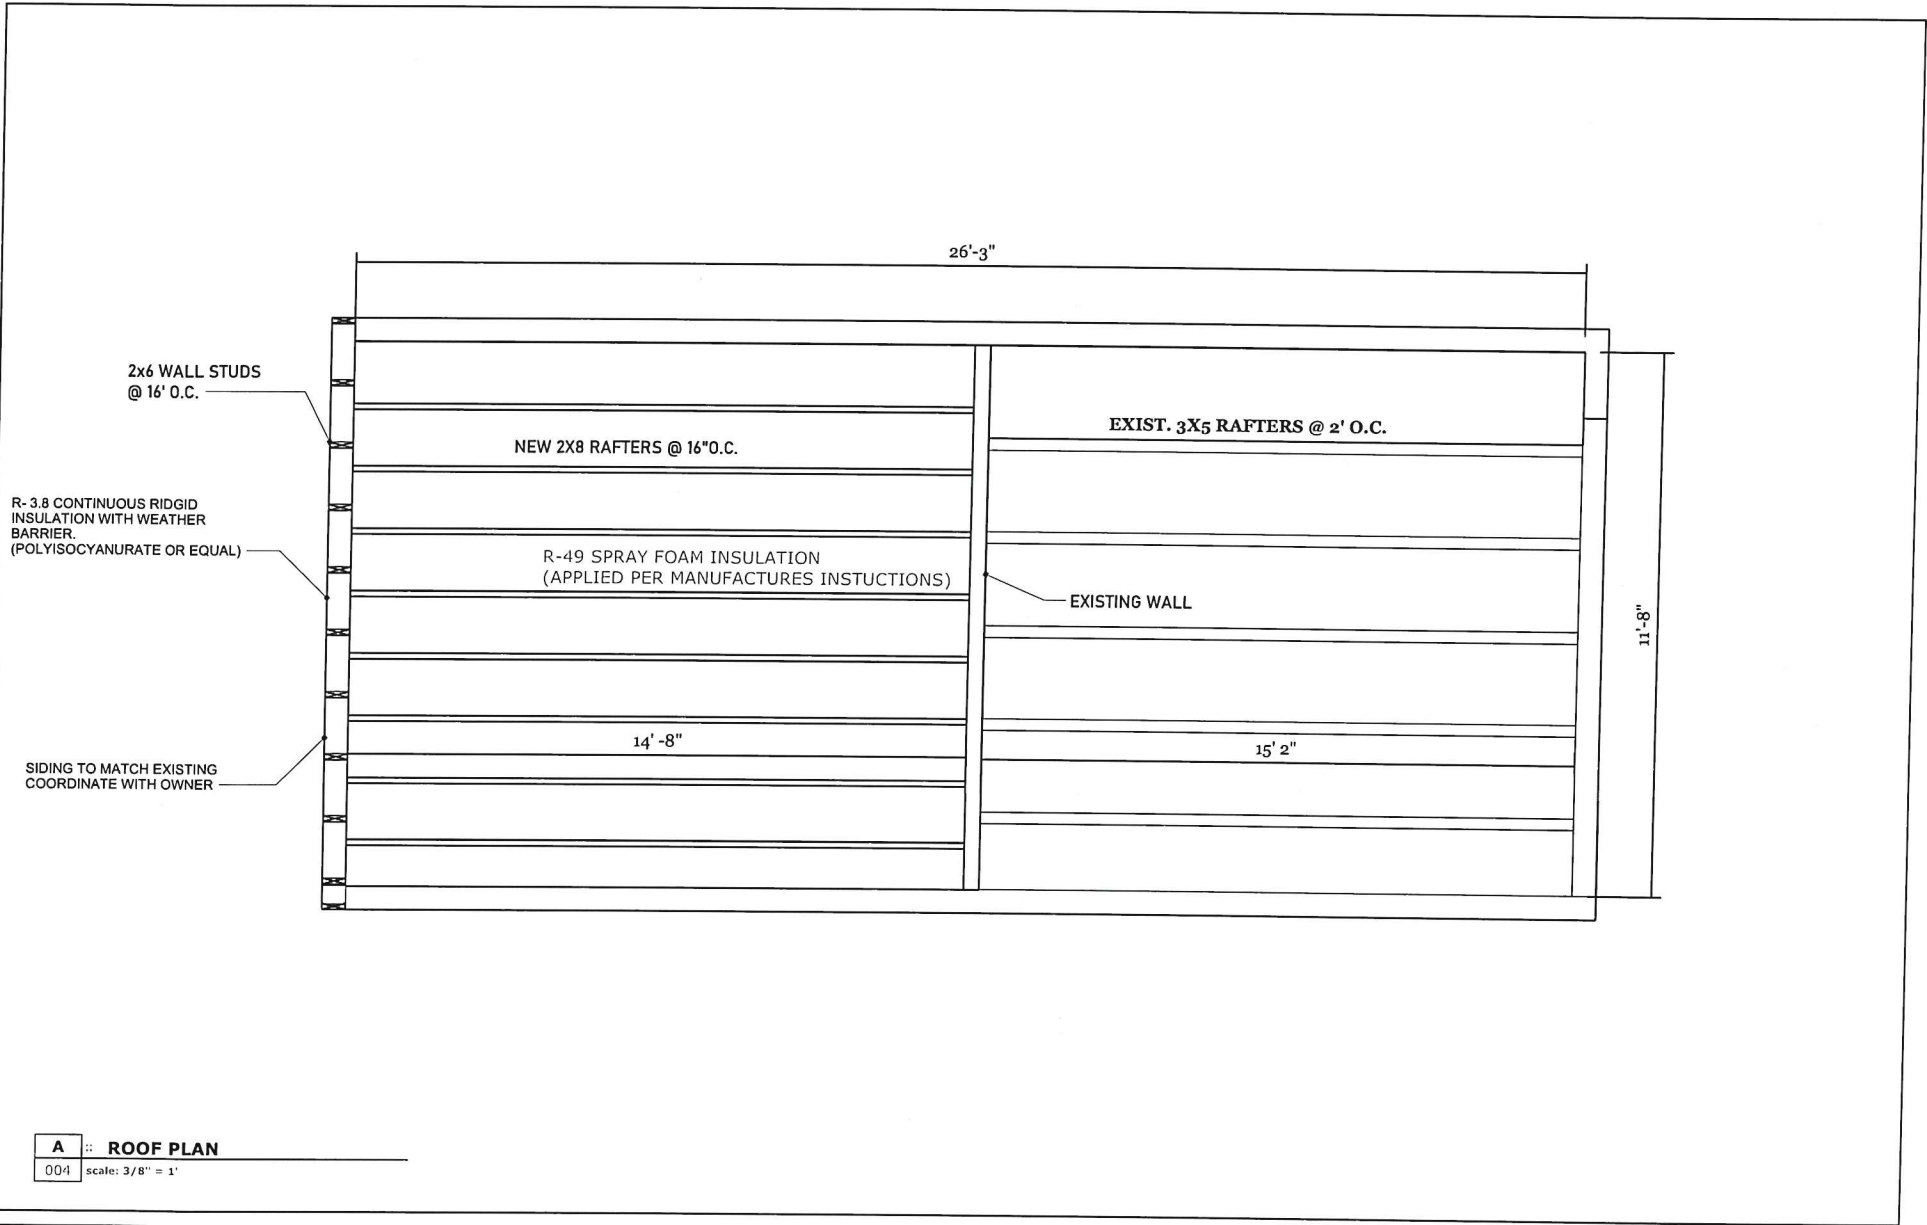 26'-3"
2x6 WALL STUDS
@ 16' O.C.
EXIST. 3X5 RAFTERS @ 2' O.C.
NEW 2X8 RAFTERS @ 16"O.C.
R- 3.8 CONTINUOUS RIDGID
INSULATION WITH WEATHER
BARRIER.
(POLYISOCYANURATE OR EQUAL)
R-49 SPRAY FOAM INSULATION
(APPLIED PER MANUFACTURES INSTUCTIONS)
EXISTING WALL
11'-8"
14' -8"
15' 2"
SIDING TO MATCH EXISTING
COORDINATE WITH OWNER
A :: ROOF PLAN
004 scale: 3/8" = 1'